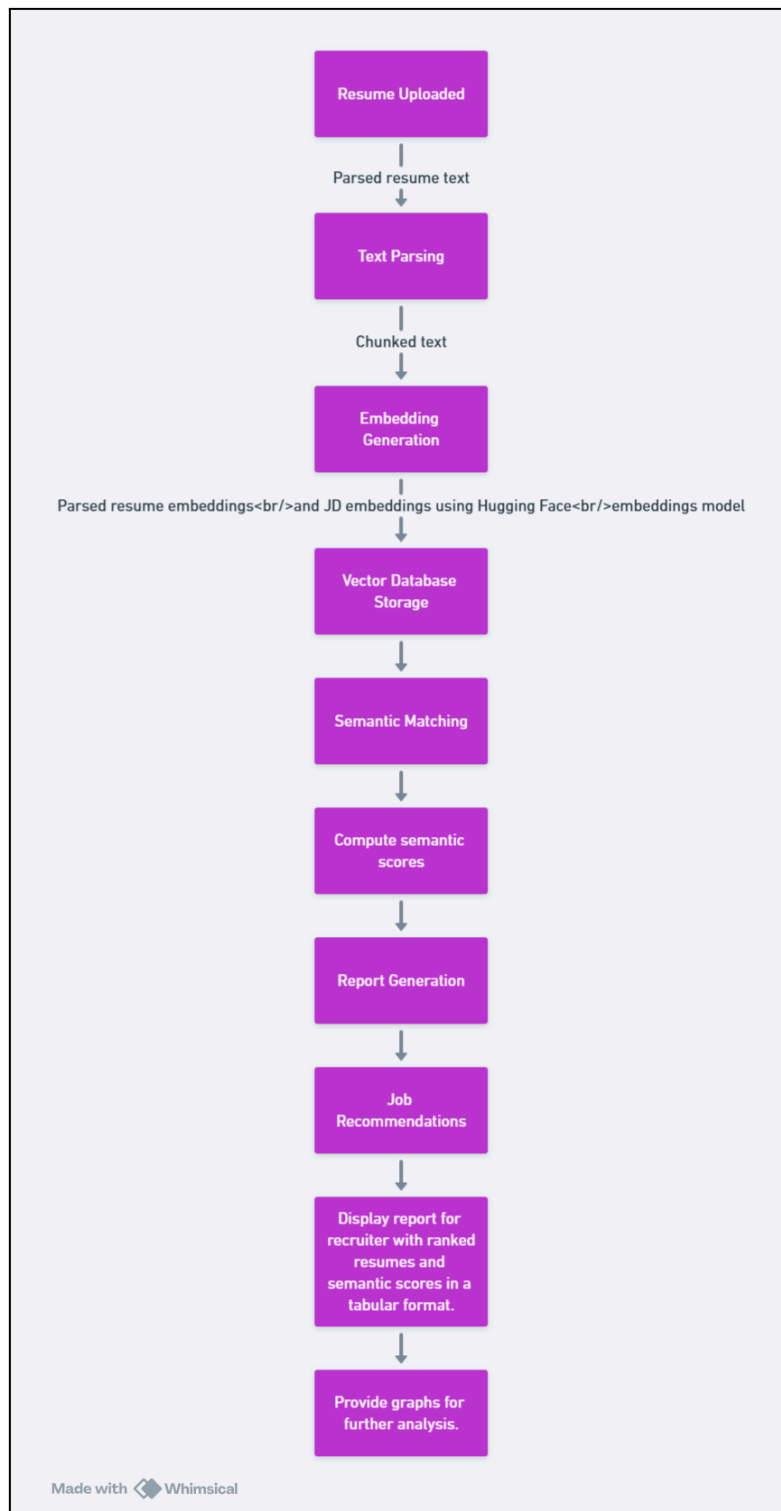 Resume Uploaded
Parsed resume text
Text Parsing
Chunked text
Embedding
Generation
Parsed resume embeddings<br/>and JD embeddings using Hugging Face<br/>embeddings model
Vector Database
Storage
Semantic Matching
Compute semantic
scores
Report Generation
Job
Recommendations
Display report for
recruiter with ranked
resumes and
semantic scores in a
tabular format.
Provide graphs for
further analysis.
Made with Whimsical